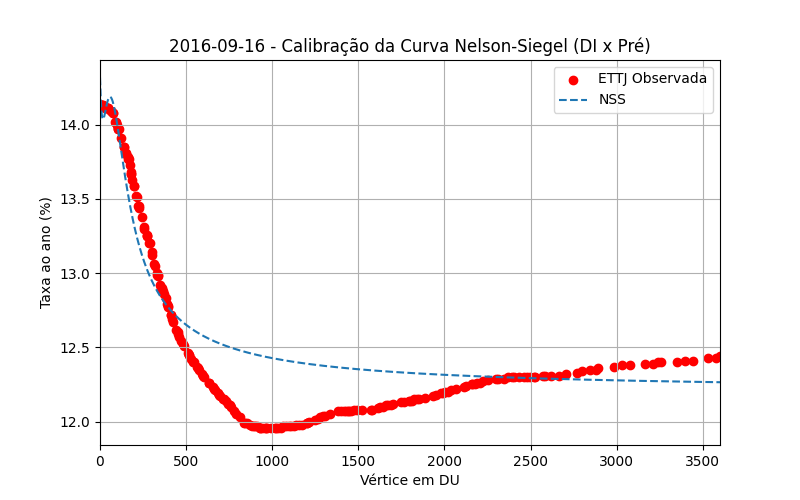 2016-09-16 - Calibração da Curva Nelson-Siegel (DI x Pré)
ETTJ Observada
NSS
Taxa ao ano (%)
14.0
13.5
13.0
12.5
12.0
0 500 1000 1500 2000 2500 3000 3500
Vértice em DU